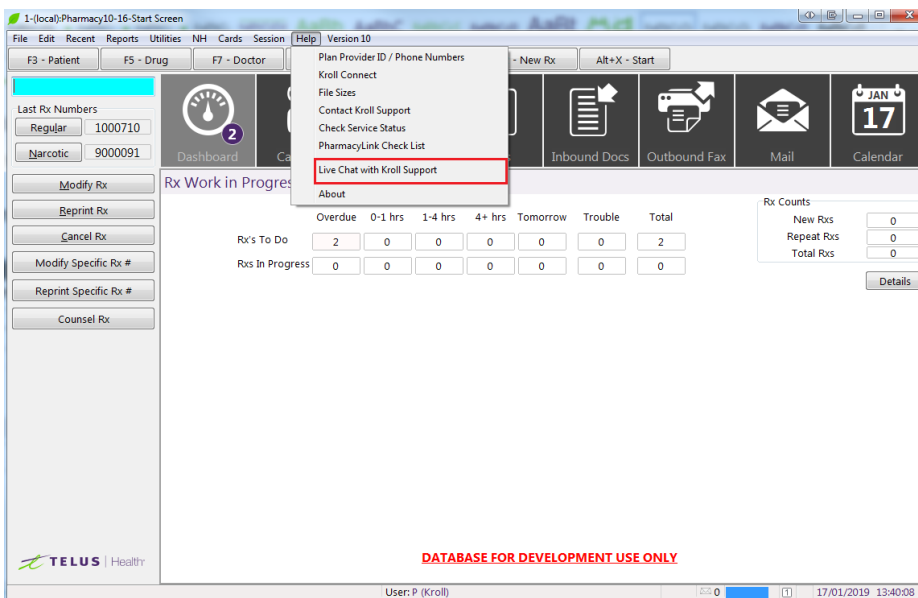 1-(local):Pharmacy10-16-Start Screen
File Edit Recent Reports Utilities NH Cards Session Help Version 10
F3 - Patient F5 - Drug F7 - Doctor - New Rx Alt+X - Start
Plan Provider ID / Phone Numbers
Kroll Connect
File Sizes
Contact Kroll Support
Check Service Status
PharmacyLink Check List
Live Chat with Kroll Support
About
Last Rx Numbers
Regular 1000710
Narcotic 9000091
Modify Rx
Reprint Rx
Cancel Rx
Modify Specific Rx #
Reprint Specific Rx #
Counsel Rx
2
JAN
17
Dashboard Inbound Docs Outbound Fax Mail Calendar
Rx Work in Progres
Overdue 0-1 hrs 1-4 hrs 4+ hrs Tomorrow Trouble Total
Rx's To Do 2 0 0 0 0 0 2
Rxs In Progress 0 0 0 0 0 0 0
Rx Counts
New Rxs 0
Repeat Rxs 0
Total Rxs 0
Details
TELUS Health
DATABASE FOR DEVELOPMENT USE ONLY
User: P (Kroll) 0 1 17/01/2019 13:40:08